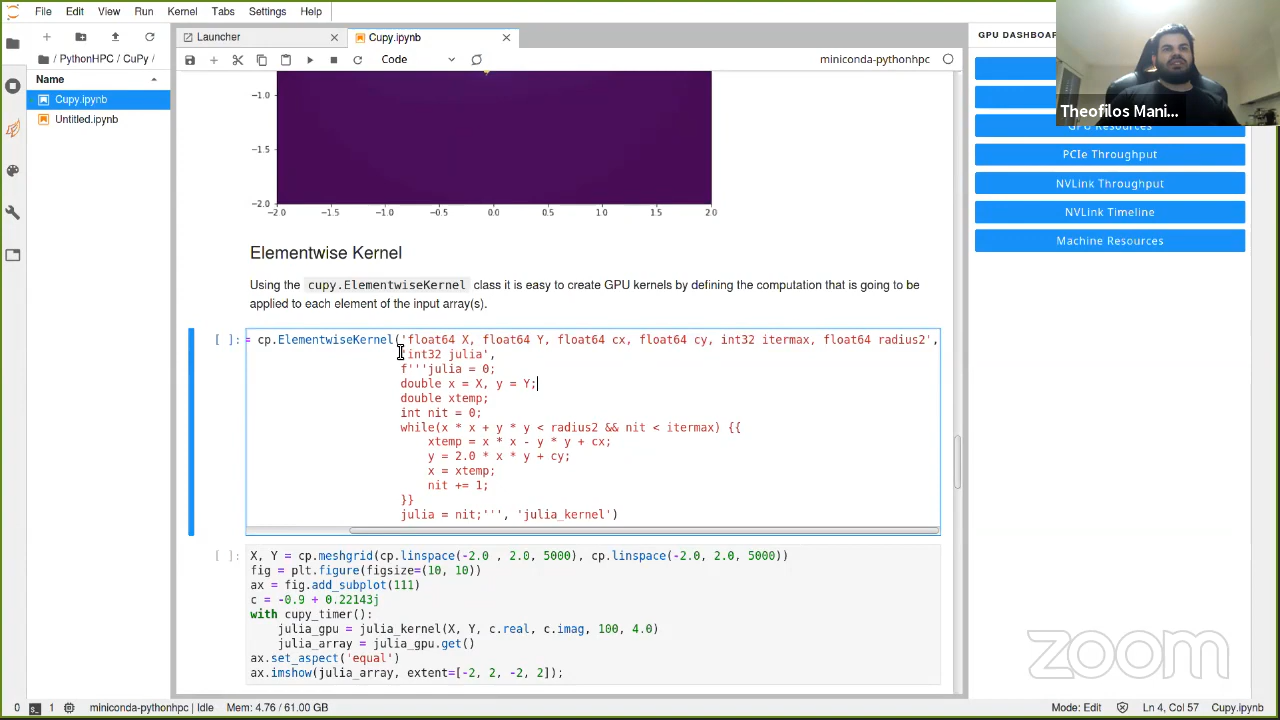 File Edit View Run Kernel Tabs Settings Help
Launcher
Cupy.ipynb
GPU DASHBOA
/ PythonHPC / CuPy /
Code
miniconda-pythonhpc
Name
Cupy.ipynb
Untitled.ipynb
Theofilos Mani...
GPU Resources
PCIe Throughput
NVLink Throughput
NVLink Timeline
Machine Resources
−1.0
−1.5
−2.0
−2.0 −1.5 −1.0 −0.5 0.0 0.5 1.0 1.5 2.0
Elementwise Kernel
Using the cupy.ElementwiseKernel class it is easy to create GPU kernels by defining the computation that is going to be
applied to each element of the input array(s).
[ ]: = cp.ElementwiseKernel('float64 X, float64 Y, float64 cx, float64 cy, int32 itermax, float64 radius2',
'int32 julia',
f'''julia = 0;
double x = X, y = Y;
double xtemp;
int nit = 0;
while(x * x + y * y < radius2 && nit < itermax) {{
xtemp = x * x - y * y + cx;
y = 2.0 * x * y + cy;
x = xtemp;
nit += 1;
}}
julia = nit;''', 'julia_kernel')
[ ]: X, Y = cp.meshgrid(cp.linspace(-2.0 , 2.0, 5000), cp.linspace(-2.0, 2.0, 5000))
fig = plt.figure(figsize=(10, 10))
ax = fig.add_subplot(111)
c = -0.9 + 0.22143j
with cupy_timer():
julia_gpu = julia_kernel(X, Y, c.real, c.imag, 100, 4.0)
julia_array = julia_gpu.get()
ax.set_aspect('equal')
ax.imshow(julia_array, extent=[-2, 2, -2, 2]);
zoom
0 1 miniconda-pythonhpc | Idle Mem: 4.76 / 61.00 GB Mode: Edit Ln 4, Col 57 Cupy.ipynb